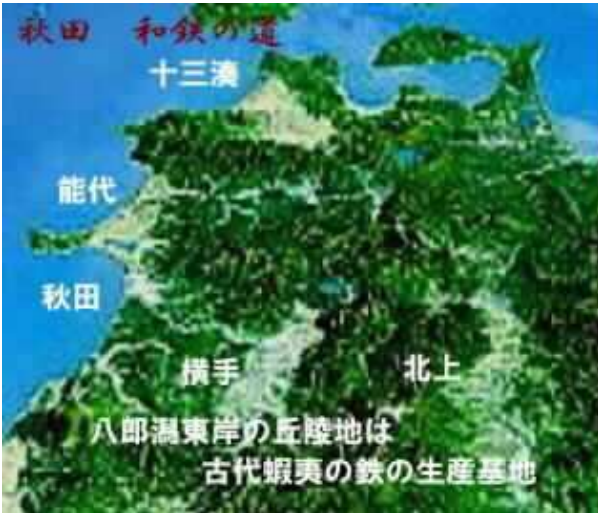 秋田 和鉄の道
十三湊
能代
秋田
横手
北上
八郎潟東岸の丘陵地は
古代蝦夷の鉄の生産基地